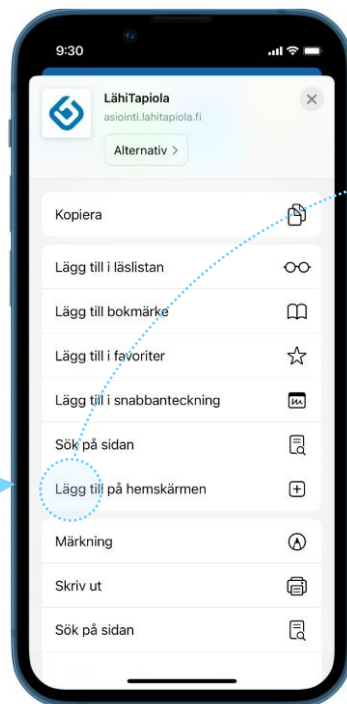 9:30
LähiTapiola
asiointi.lahitapiola.fi
Alternativ >
Kopiera
Lägg till i läslistan
Lägg till bokmärke
Lägg till i favoriter
Lägg till i snabbanteckning
Sök på sidan
Lägg till på hemskärmen
Märkning
Skriv ut
Sök på sidan